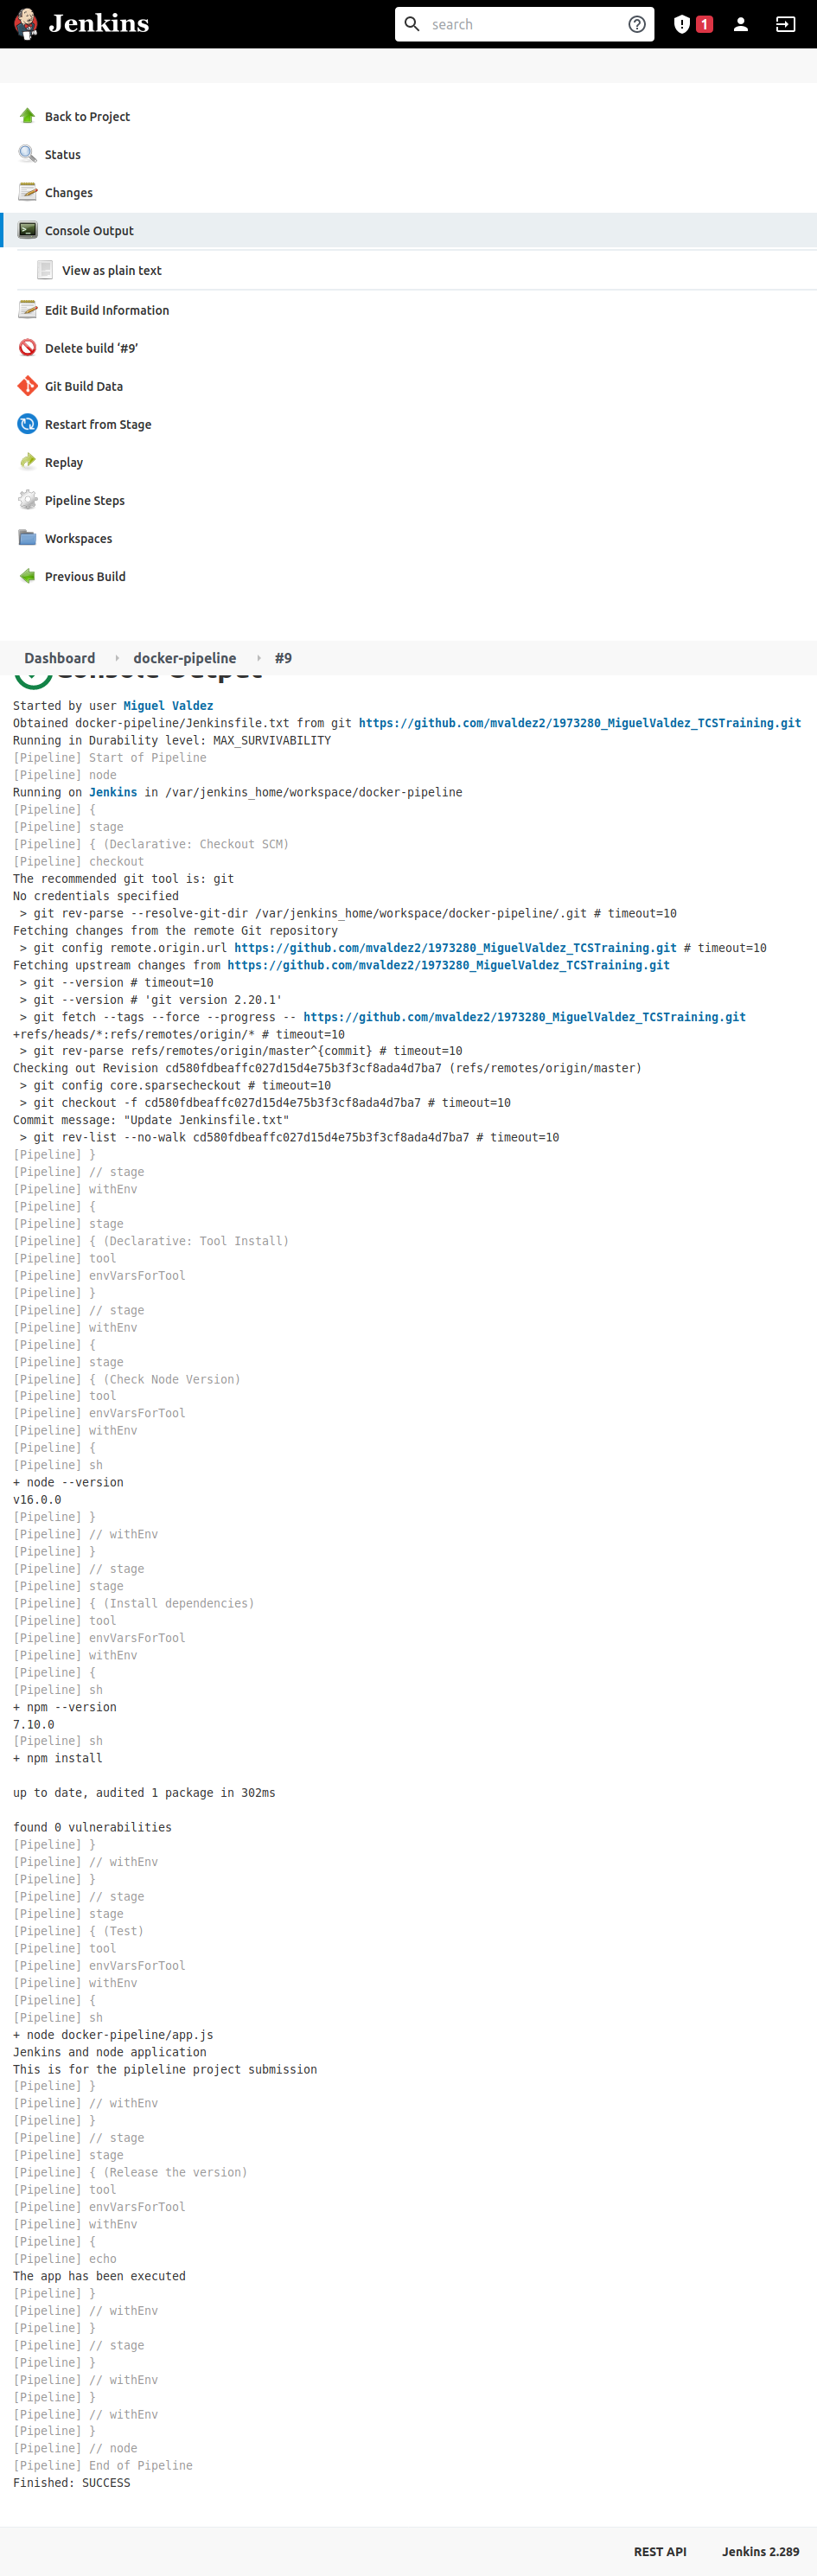 Jenkins
search
1
Back to Project
Status
Changes
Console Output
View as plain text
Edit Build Information
Delete build ‘#9’
Git Build Data
Restart from Stage
Replay
Pipeline Steps
Workspaces
Previous Build
Dashboard docker-pipeline #9
Console Output
Started by user Miguel Valdez
Obtained docker-pipeline/Jenkinsfile.txt from git https://github.com/mvaldez2/1973280_MiguelValdez_TCSTraining.git
Running in Durability level: MAX_SURVIVABILITY
[Pipeline] Start of Pipeline
[Pipeline] node
Running on Jenkins in /var/jenkins_home/workspace/docker-pipeline
[Pipeline] {
[Pipeline] stage
[Pipeline] { (Declarative: Checkout SCM)
[Pipeline] checkout
The recommended git tool is: git
No credentials specified
 > git rev-parse --resolve-git-dir /var/jenkins_home/workspace/docker-pipeline/.git # timeout=10
Fetching changes from the remote Git repository
 > git config remote.origin.url https://github.com/mvaldez2/1973280_MiguelValdez_TCSTraining.git # timeout=10
Fetching upstream changes from https://github.com/mvaldez2/1973280_MiguelValdez_TCSTraining.git
 > git --version # timeout=10
 > git --version # 'git version 2.20.1'
 > git fetch --tags --force --progress -- https://github.com/mvaldez2/1973280_MiguelValdez_TCSTraining.git
+refs/heads/*:refs/remotes/origin/* # timeout=10
 > git rev-parse refs/remotes/origin/master^{commit} # timeout=10
Checking out Revision cd580fdbeaffc027d15d4e75b3f3cf8ada4d7ba7 (refs/remotes/origin/master)
 > git config core.sparsecheckout # timeout=10
 > git checkout -f cd580fdbeaffc027d15d4e75b3f3cf8ada4d7ba7 # timeout=10
Commit message: "Update Jenkinsfile.txt"
 > git rev-list --no-walk cd580fdbeaffc027d15d4e75b3f3cf8ada4d7ba7 # timeout=10
[Pipeline] }
[Pipeline] // stage
[Pipeline] withEnv
[Pipeline] {
[Pipeline] stage
[Pipeline] { (Declarative: Tool Install)
[Pipeline] tool
[Pipeline] envVarsForTool
[Pipeline] }
[Pipeline] // stage
[Pipeline] withEnv
[Pipeline] {
[Pipeline] stage
[Pipeline] { (Check Node Version)
[Pipeline] tool
[Pipeline] envVarsForTool
[Pipeline] withEnv
[Pipeline] {
[Pipeline] sh
+ node --version
v16.0.0
[Pipeline] }
[Pipeline] // withEnv
[Pipeline] }
[Pipeline] // stage
[Pipeline] stage
[Pipeline] { (Install dependencies)
[Pipeline] tool
[Pipeline] envVarsForTool
[Pipeline] withEnv
[Pipeline] {
[Pipeline] sh
+ npm --version
7.10.0
[Pipeline] sh
+ npm install
up to date, audited 1 package in 302ms
found 0 vulnerabilities
[Pipeline] }
[Pipeline] // withEnv
[Pipeline] }
[Pipeline] // stage
[Pipeline] stage
[Pipeline] { (Test)
[Pipeline] tool
[Pipeline] envVarsForTool
[Pipeline] withEnv
[Pipeline] {
[Pipeline] sh
+ node docker-pipeline/app.js
Jenkins and node application
This is for the pipleline project submission
[Pipeline] }
[Pipeline] // withEnv
[Pipeline] }
[Pipeline] // stage
[Pipeline] stage
[Pipeline] { (Release the version)
[Pipeline] tool
[Pipeline] envVarsForTool
[Pipeline] withEnv
[Pipeline] {
[Pipeline] echo
The app has been executed
[Pipeline] }
[Pipeline] // withEnv
[Pipeline] }
[Pipeline] // stage
[Pipeline] }
[Pipeline] // withEnv
[Pipeline] }
[Pipeline] // withEnv
[Pipeline] }
[Pipeline] // node
[Pipeline] End of Pipeline
Finished: SUCCESS
REST API Jenkins 2.289